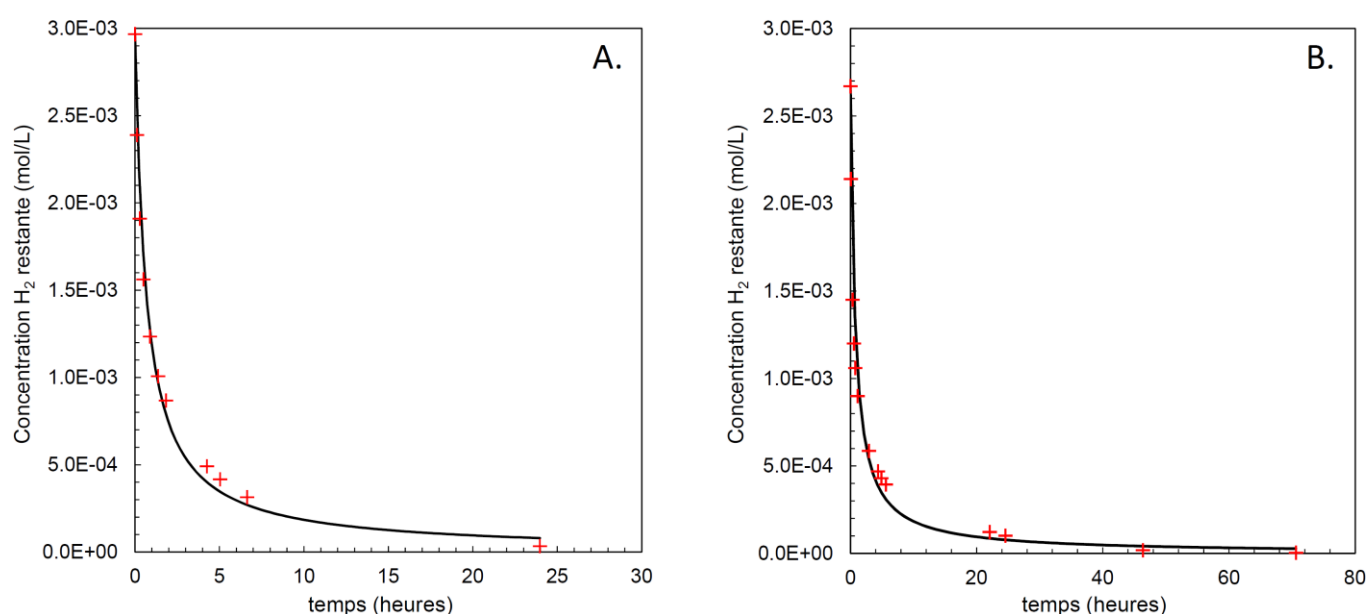 A.
3.0E-03
2.5E-03
2.0E-03
1.5E-03
1.0E-03
5.0E-04
0.0E+00
0 5 10 15 20 25 30
Concentration H₂ restante (mol/L)
temps (heures)
B.
3.0E-03
2.5E-03
2.0E-03
1.5E-03
1.0E-03
5.0E-04
0.0E+00
0 20 40 60 80
Concentration H₂ restante (mol/L)
temps (heures)